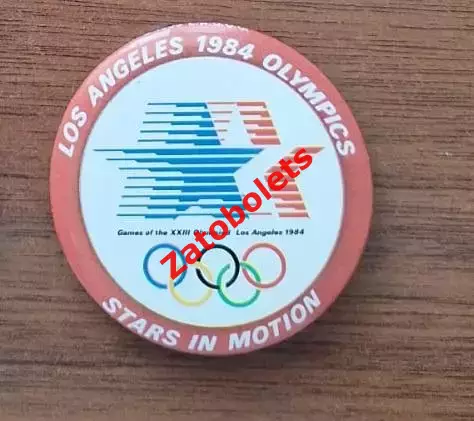 LOS ANGELES 1984 OLYMPICS
Games of the XXIII Olympiad Los Angeles 1984
STARS IN MOTION
Zatobolets